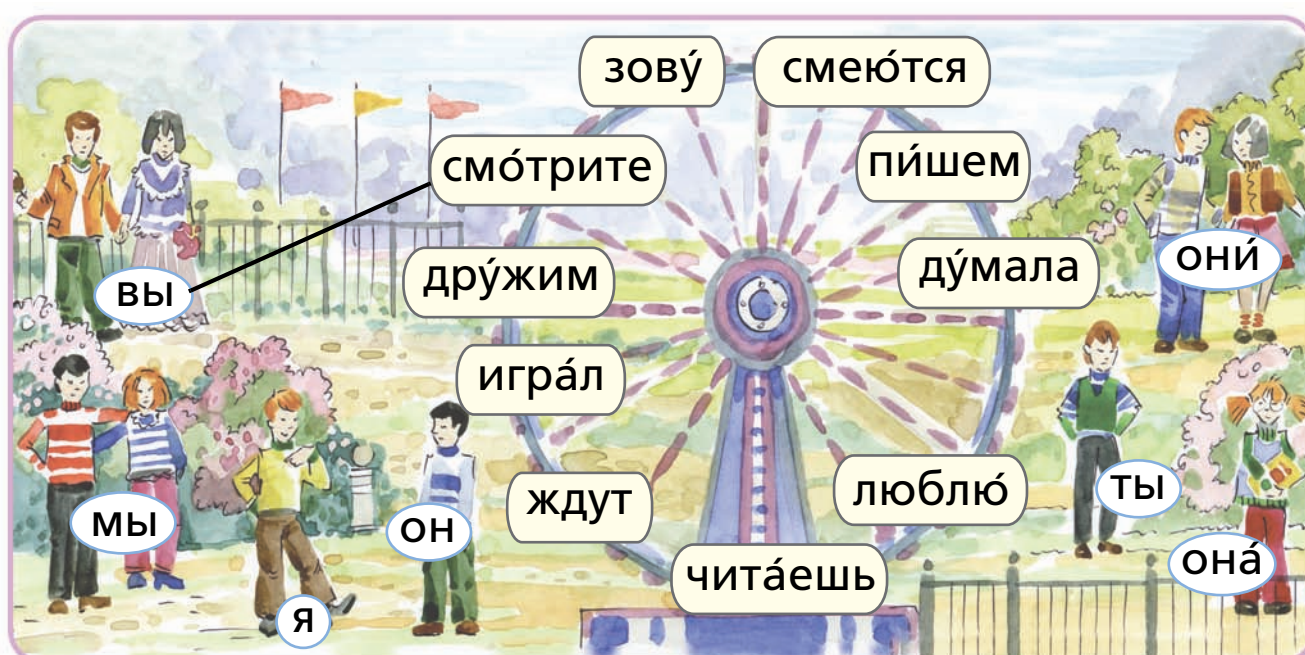 зову́ смею́тся
смо́трите пи́шем
вы дру́жим ду́мала они́
игра́л
мы он ждут люблю́ ты
я чита́ешь она́